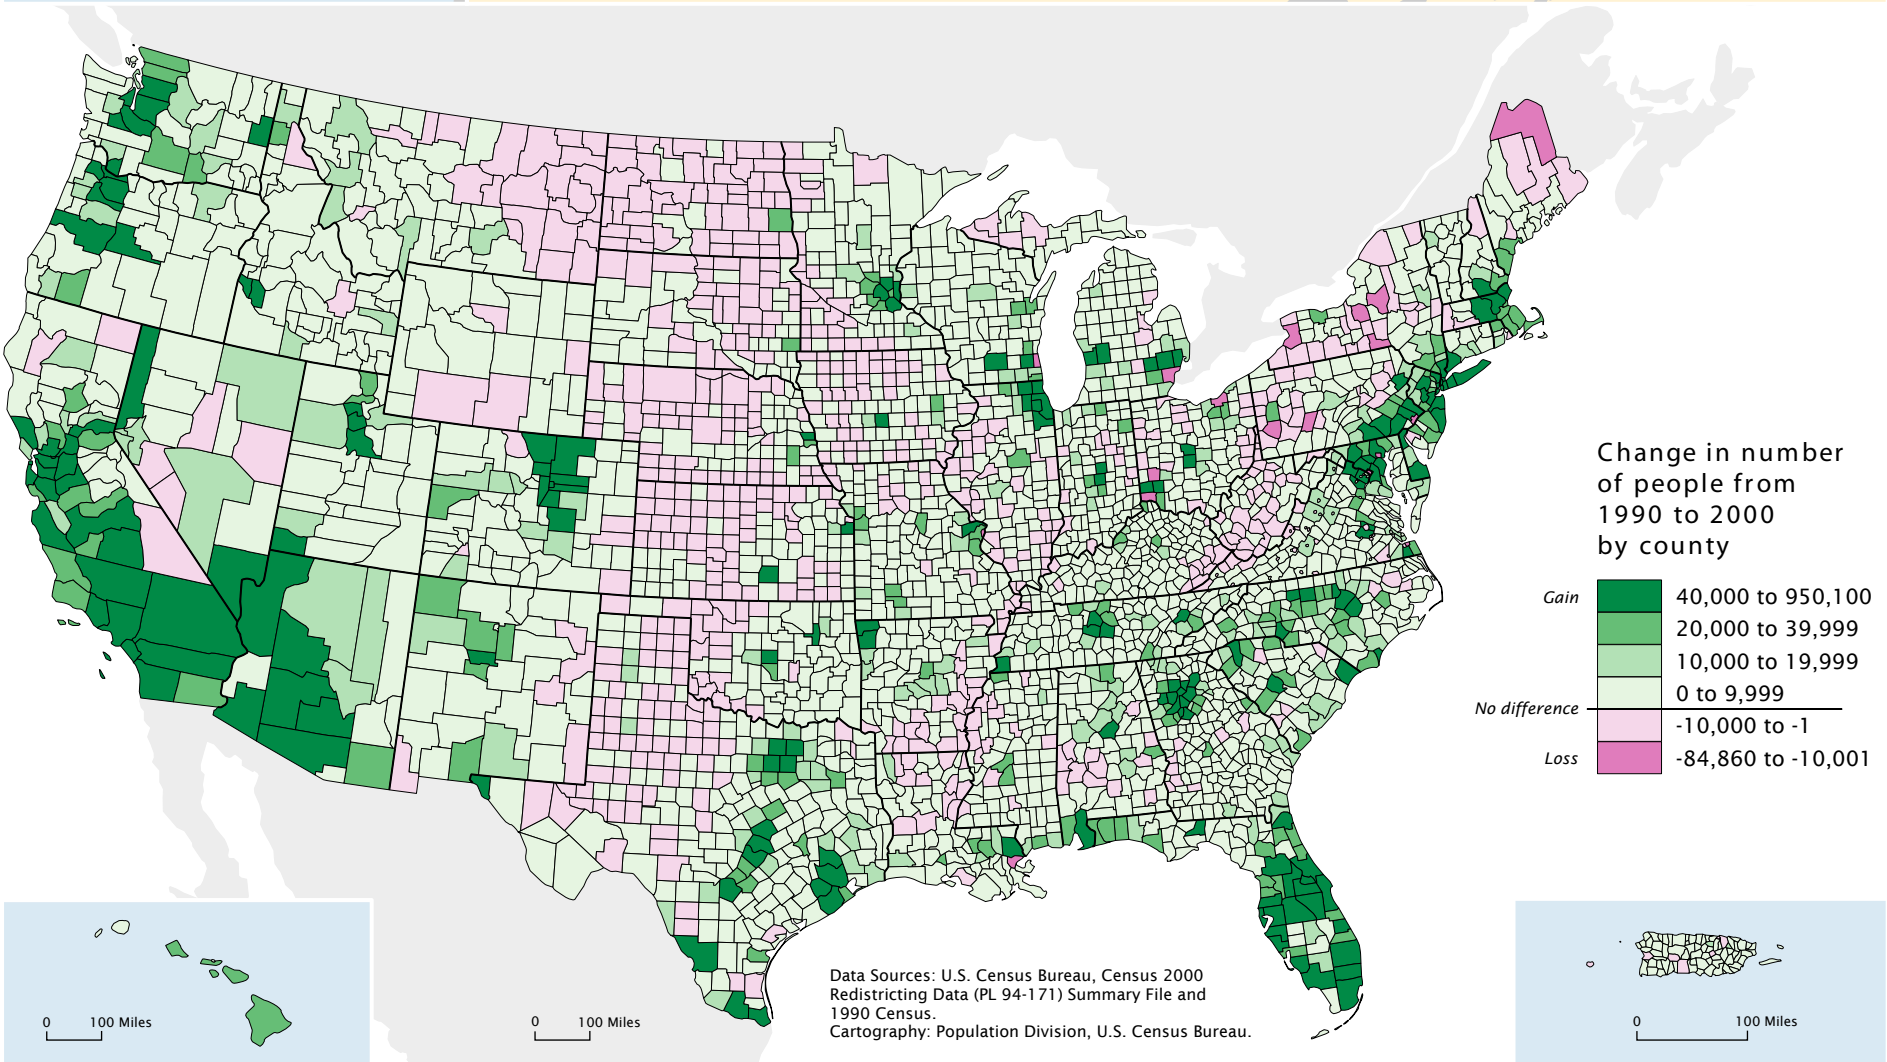 Change in number
of people from
1990 to 2000
by county
Gain
40,000 to 950,100
20,000 to 39,999
10,000 to 19,999
0 to 9,999
No difference
-10,000 to -1
Loss
-84,860 to -10,001
Data Sources: U.S. Census Bureau, Census 2000
Redistricting Data (PL 94-171) Summary File and
1990 Census.
Cartography: Population Division, U.S. Census Bureau.
0 100 Miles
0 100 Miles
0 100 Miles